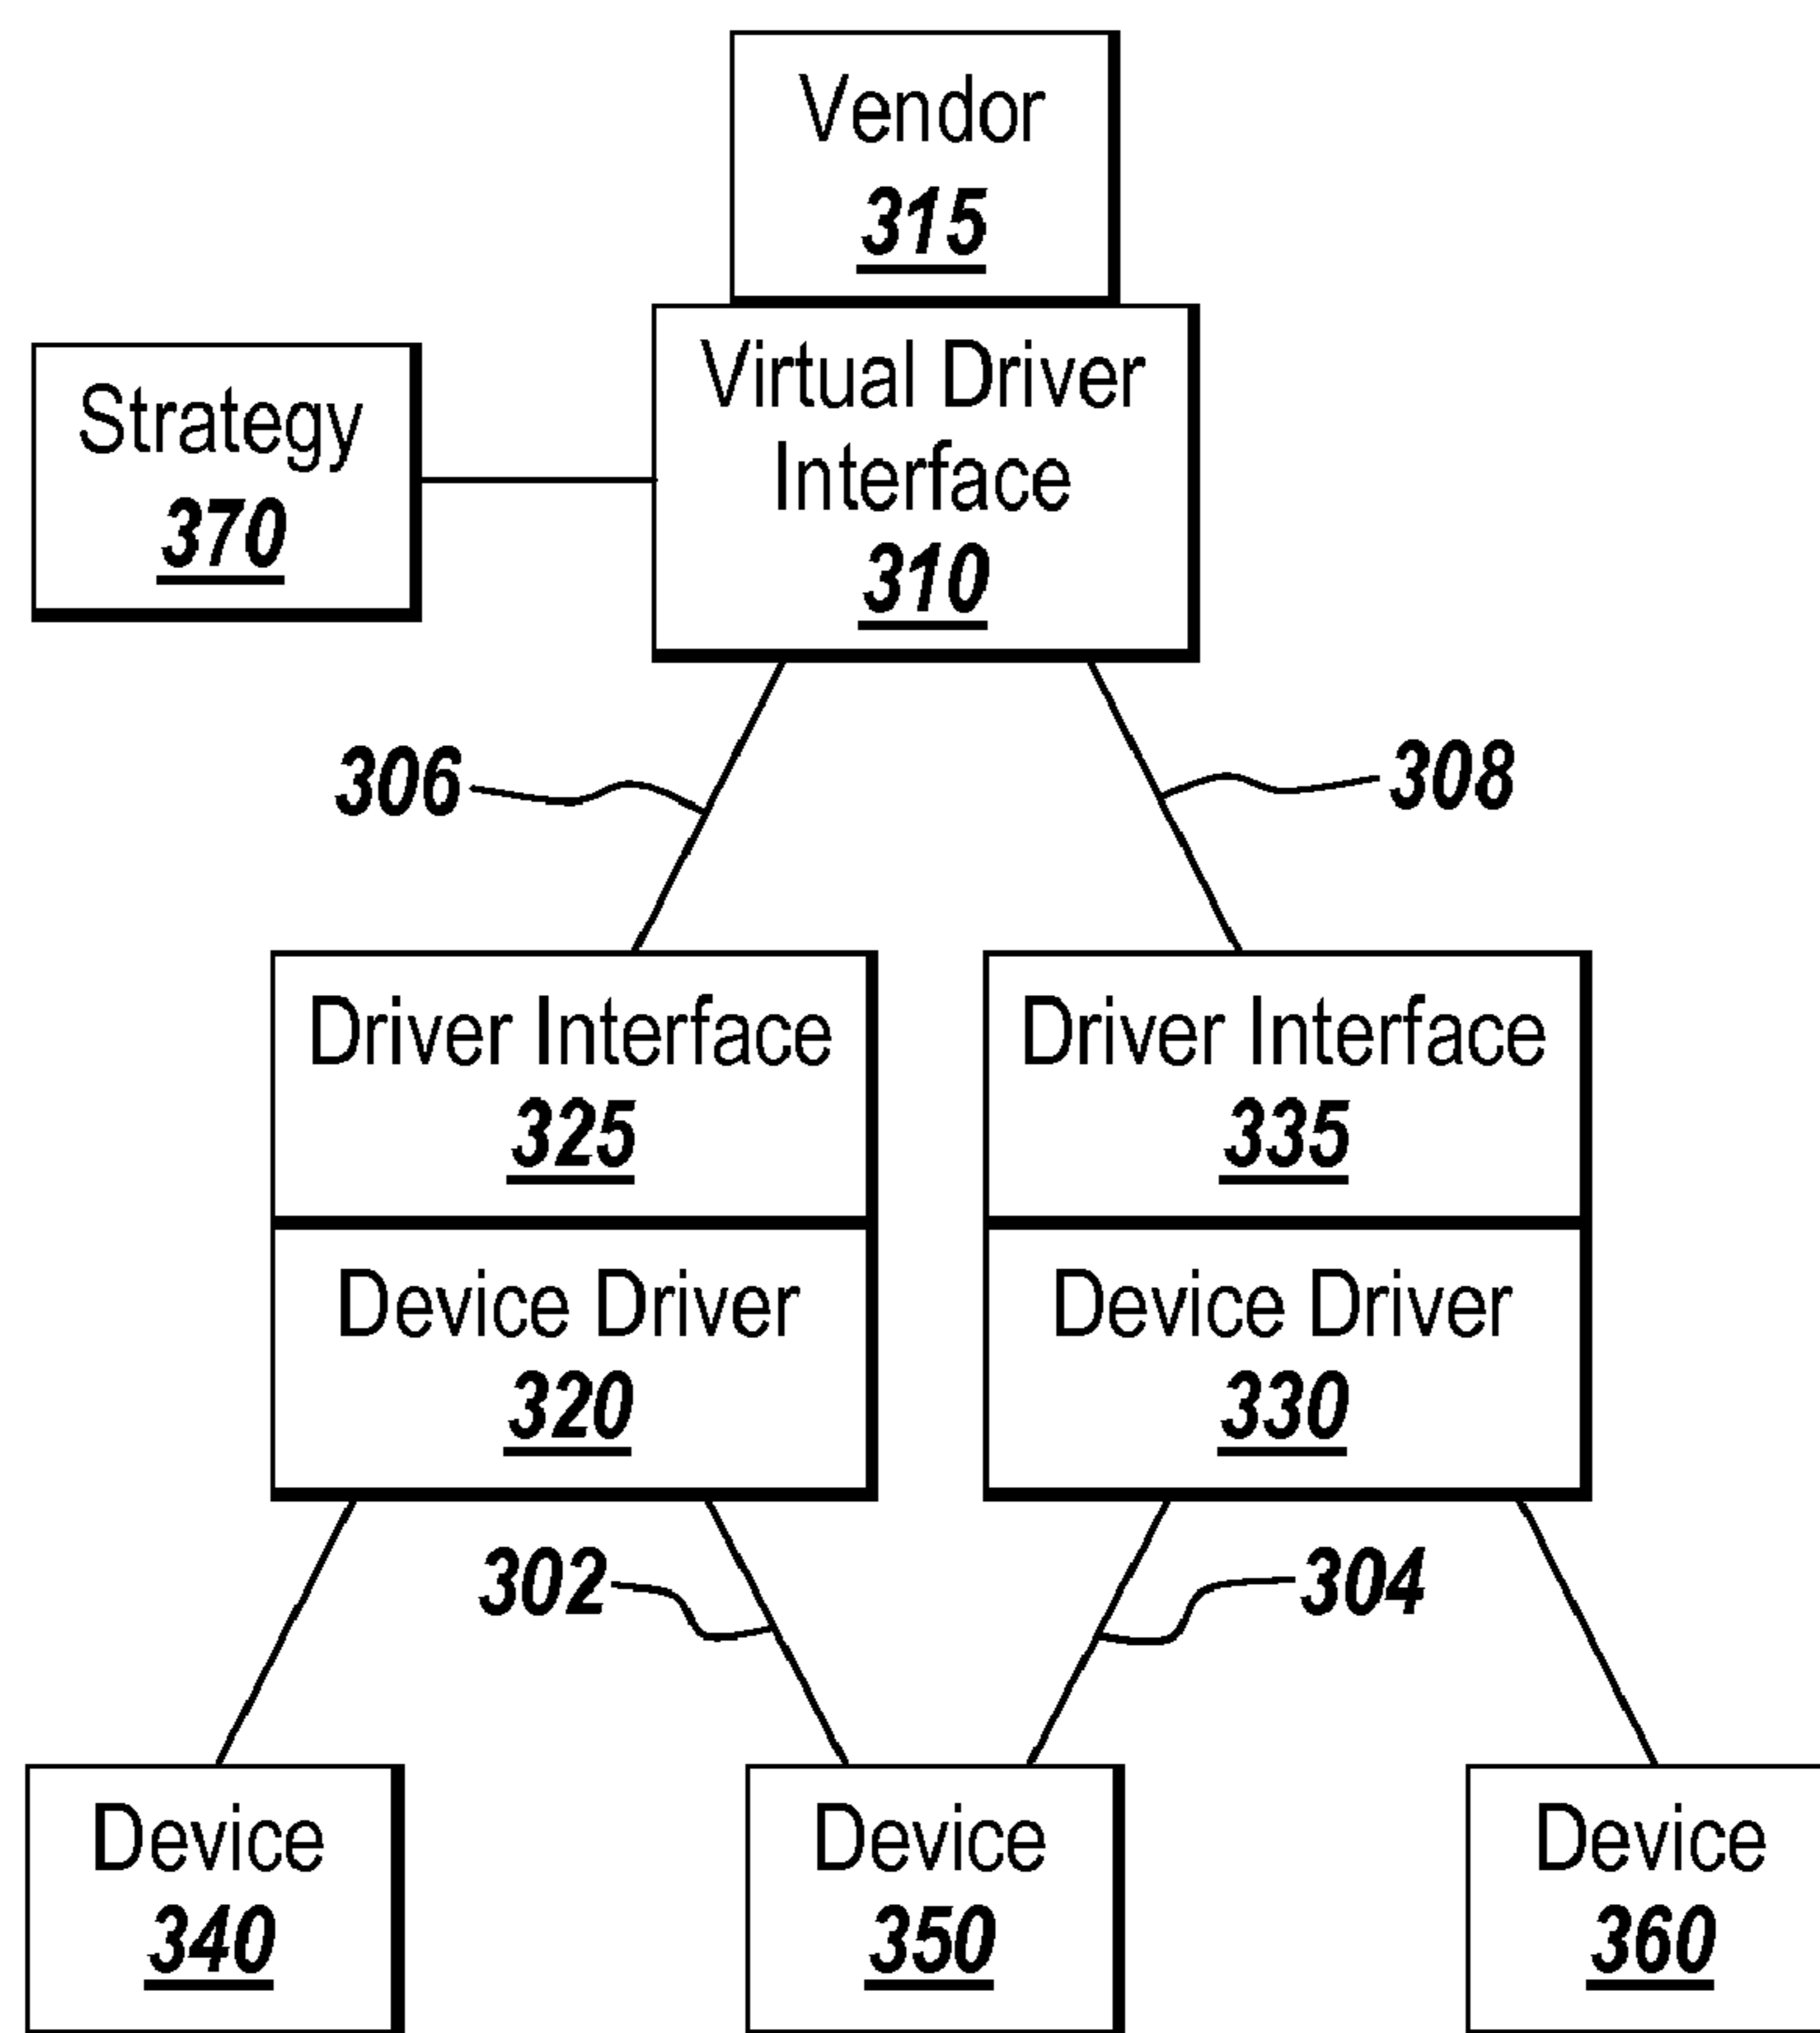 Vendor
315
Strategy
370
Virtual Driver
Interface
310
306
308
Driver Interface
325
Device Driver
320
Driver Interface
335
Device Driver
330
302
304
Device
340
Device
350
Device
360